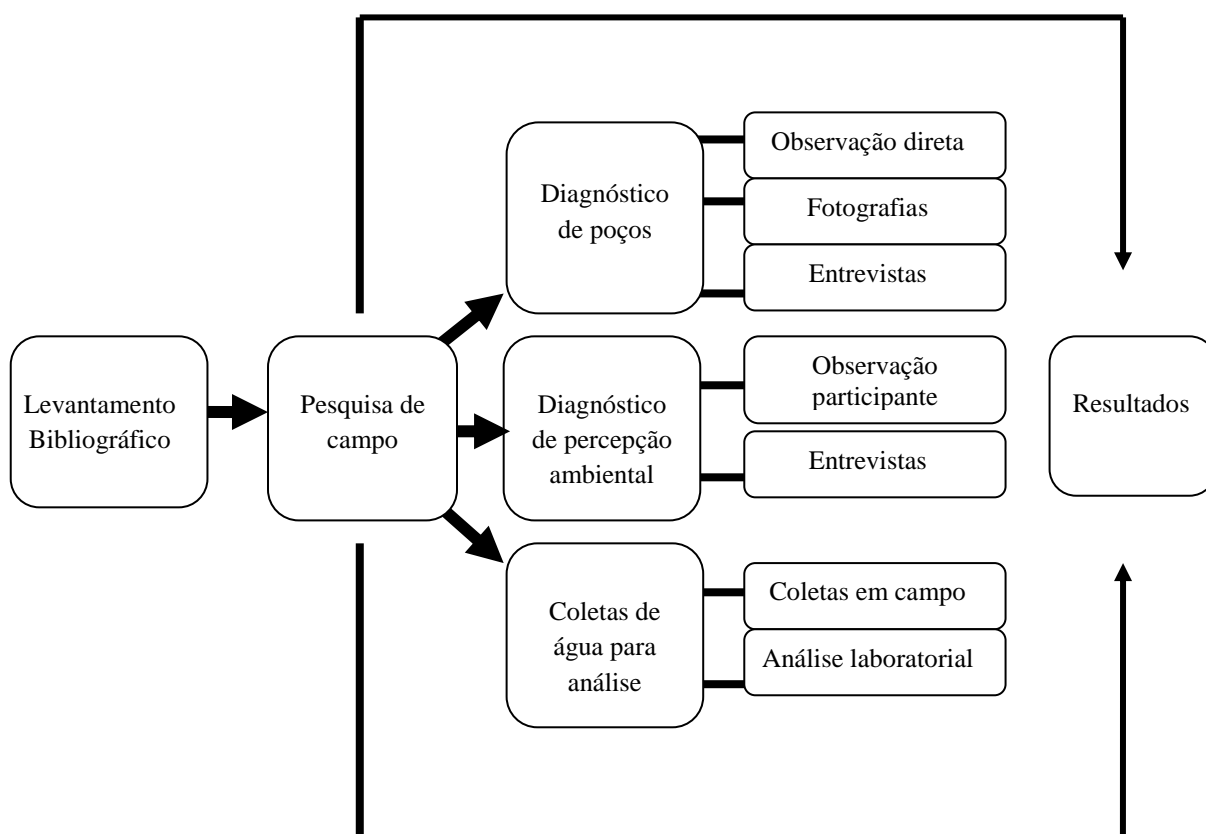 Levantamento
Bibliográfico
Pesquisa de
campo
Diagnóstico
de poços
Observação direta
Fotografias
Entrevistas
Diagnóstico
de percepção
ambiental
Observação
participante
Entrevistas
Coletas de
água para
análise
Coletas em campo
Análise laboratorial
Resultados